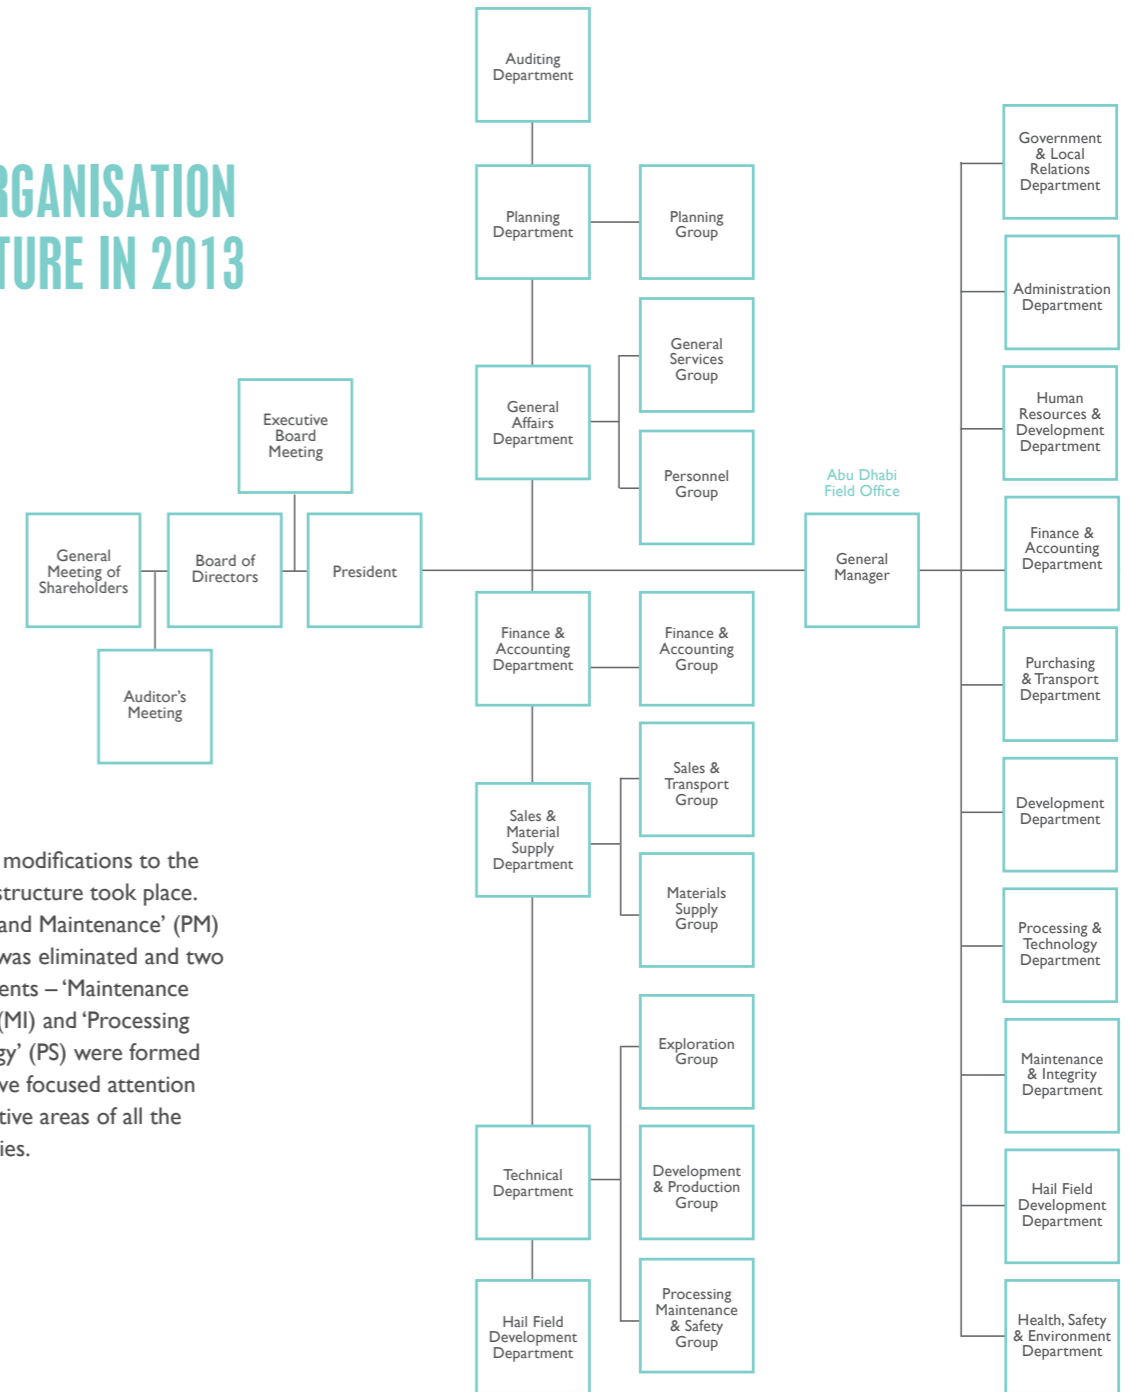 RGANISATION
TURE IN 2013
Auditing
Department
Planning
Department
Planning
Group
General
Services
Group
General
Affairs
Department
Personnel
Group
Executive
Board
Meeting
General
Meeting of
Shareholders
Board of
Directors
President
Auditor's
Meeting
Abu Dhabi
Field Office
General
Manager
Finance &
Accounting
Department
Finance &
Accounting
Group
Sales &
Material
Supply
Department
Sales &
Transport
Group
Materials
Supply
Group
Technical
Department
Exploration
Group
Development
& Production
Group
Processing
Maintenance
& Safety
Group
Hail Field
Development
Department
Government
& Local
Relations
Department
Administration
Department
Human
Resources &
Development
Department
Finance &
Accounting
Department
Purchasing
& Transport
Department
Development
Department
Processing &
Technology
Department
Maintenance
& Integrity
Department
Hail Field
Development
Department
Health, Safety
& Environment
Department
modifications to the
structure took place.
and Maintenance’ (PM)
was eliminated and two
ents – ‘Maintenance
(MI) and ‘Processing
gy’ (PS) were formed
ve focused attention
tive areas of all the
ies.